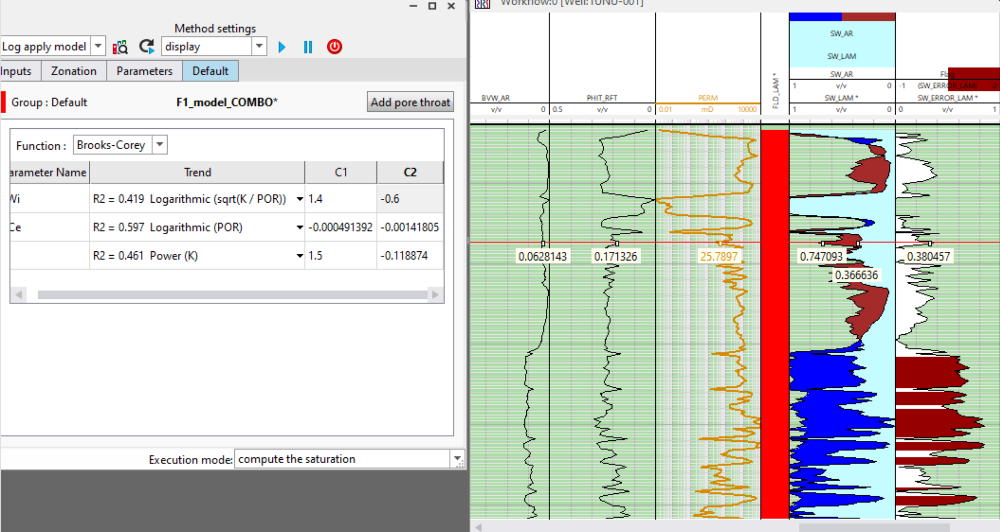 Workflow:0 [Well:TUNU-001]
Method settings
Log apply model
display
Inputs
Zonation
Parameters
Default
Group : Default
F1_model_COMBO*
Add pore throat
Function :
Brooks-Corey
arameter Name
Trend
C1
C2
Wi
R2 = 0.419 Logarithmic (sqrt(K / POR))
1.4
-0.6
Ce
R2 = 0.597 Logarithmic (POR)
-0.000491392
-0.00141805
R2 = 0.461 Power (K)
1.5
-0.118874
Execution mode:
compute the saturation
BVW_AR
v/v
0
PHIT_RFT
0.5
v/v
0
PERM
0.01
mD
10000
FLD_LAM *
SW_AR
SW_LAM
SW_AR
1
v/v
0
SW_LAM *
1
v/v
0
Flag
-1
(SW_ERROR_LAM)
2
SW_ERROR_LAM *
0
v/v
1
0.0628143
0.171326
25.7897
0.747093
0.380457
0.366636